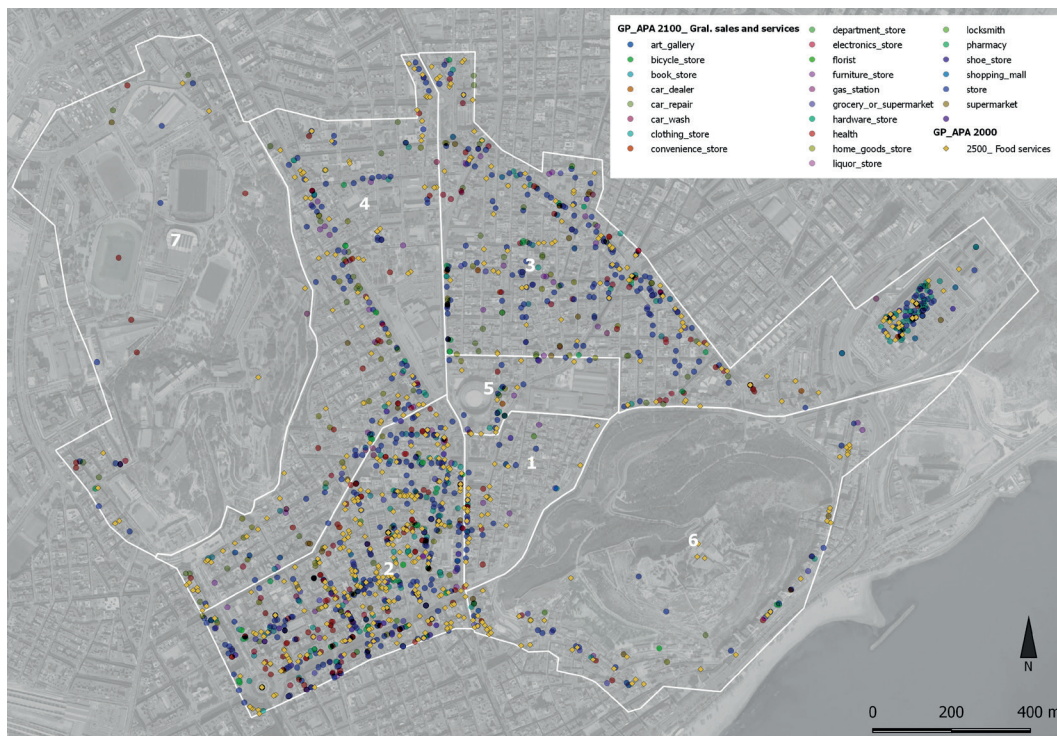 GP_APA 2100_ Gral. sales and services
art_gallery
bicycle_store
book_store
car_dealer
car_repair
car_wash
clothing_store
convenience_store
department_store
electronics_store
florist
furniture_store
gas_station
grocery_or_supermarket
hardware_store
health
home_goods_store
liquor_store
locksmith
pharmacy
shoe_store
shopping_mall
store
supermarket
GP_APA 2000
2500_ Food services
4
7
3
5
1
6
2
N
0 200 400 m